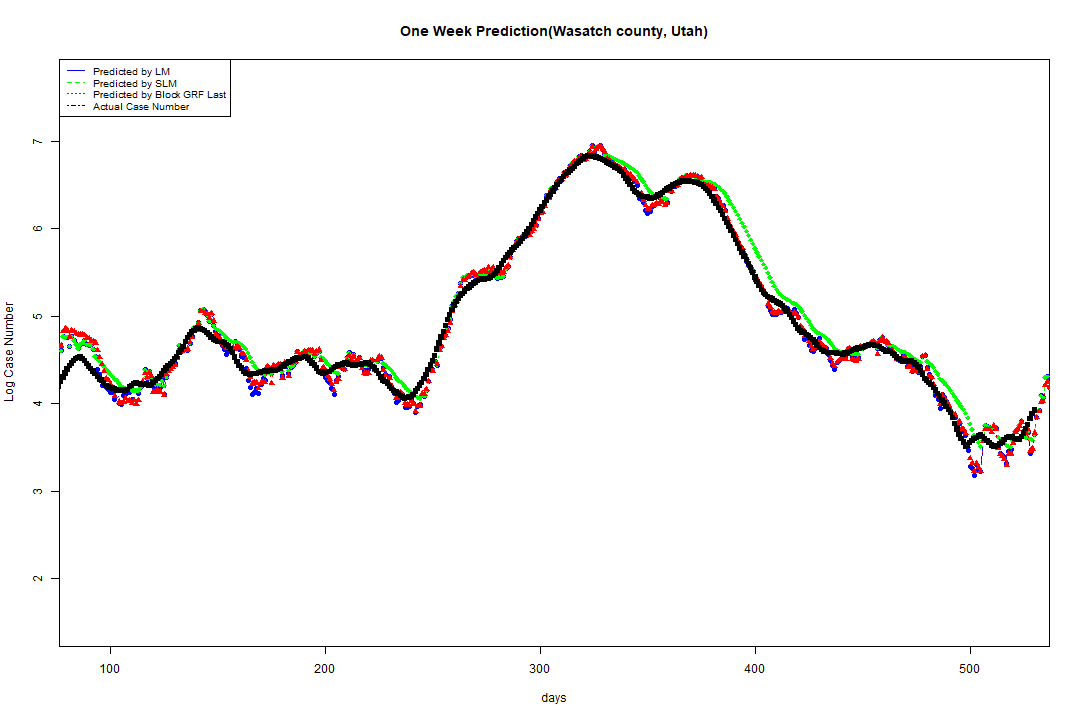 One Week Prediction(Wasatch county, Utah)
Predicted by LM
Predicted by SLM
Predicted by Block GRF Last
Actual Case Number
7
6
5
4
3
2
Log Case Number
100 200 300 400 500
days